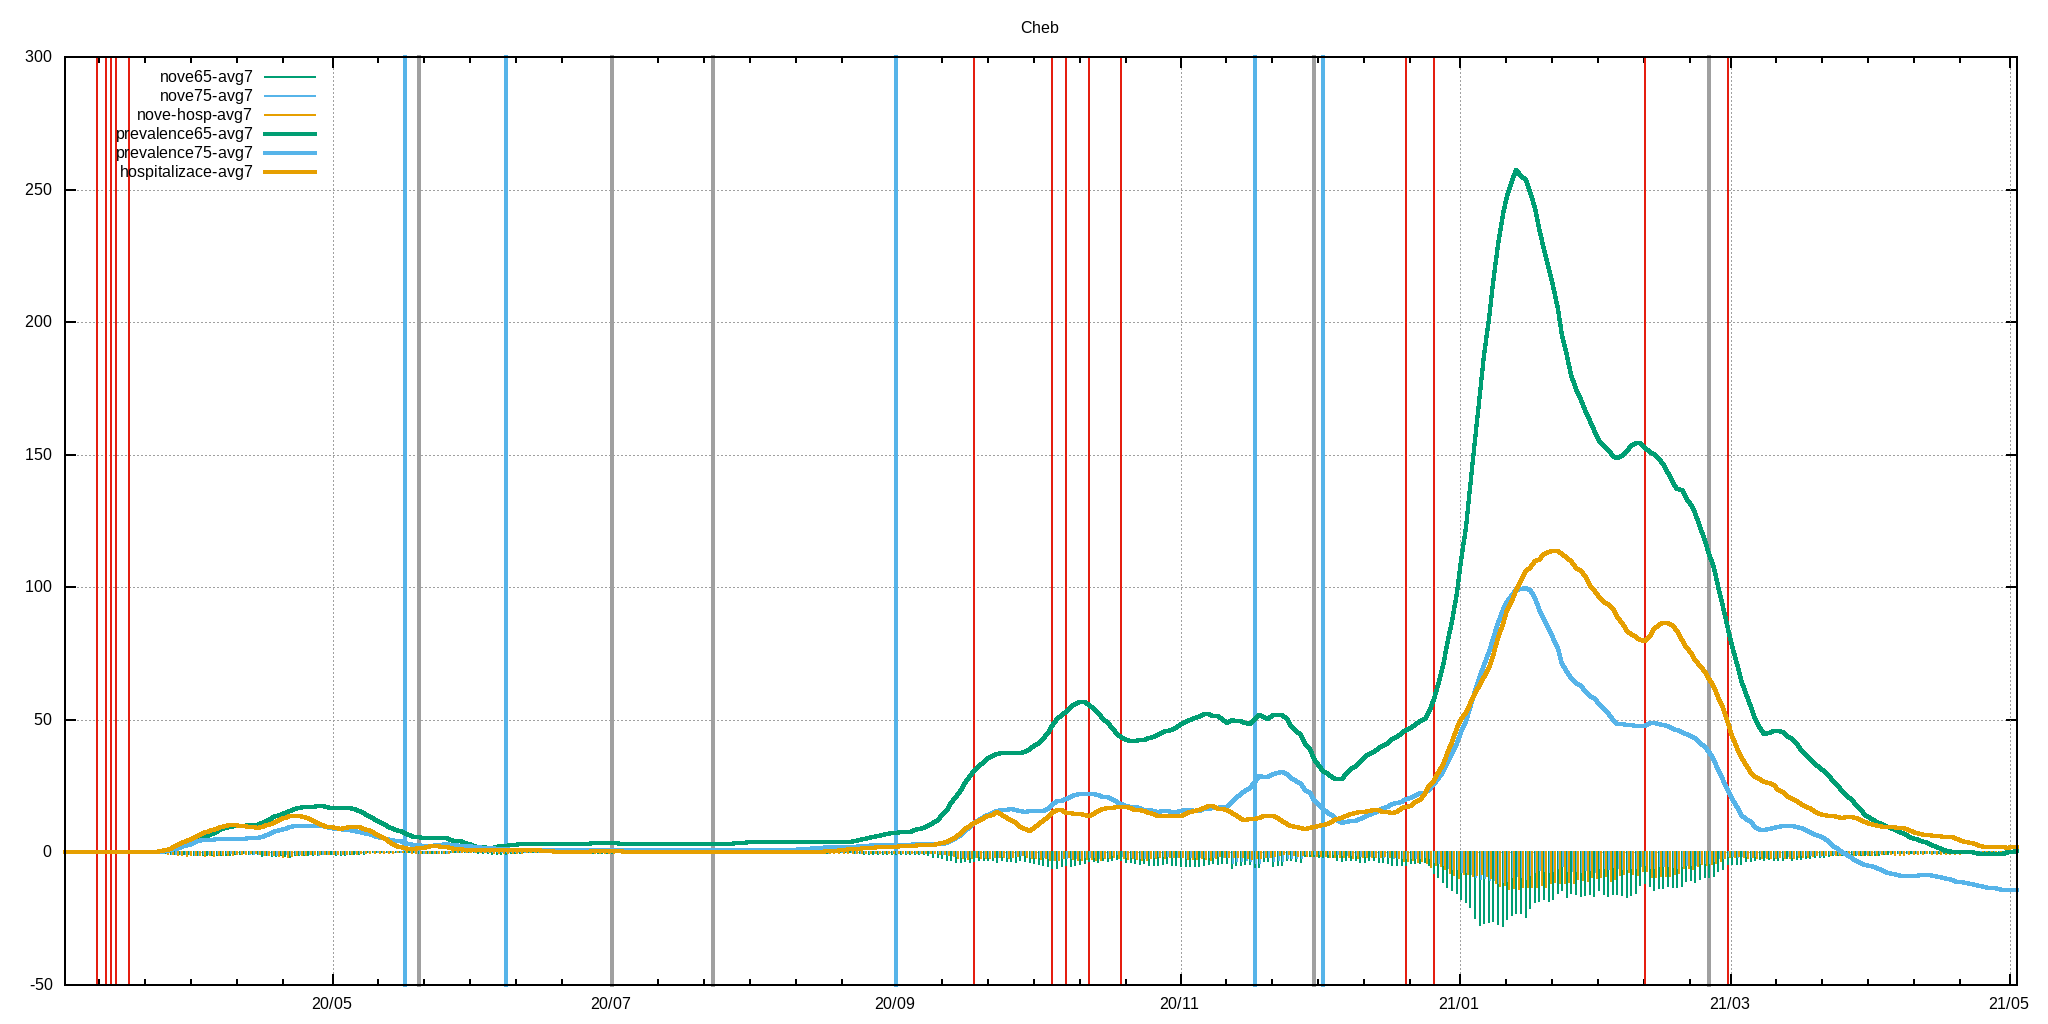 Cheb
300
nove65-avg7
nove75-avg7
nove-hosp-avg7
prevalence65-avg7
prevalence75-avg7
hospitalizace-avg7
250
200
150
100
50
0
-50
20/05 20/07 20/09 20/11 21/01 21/03 21/05